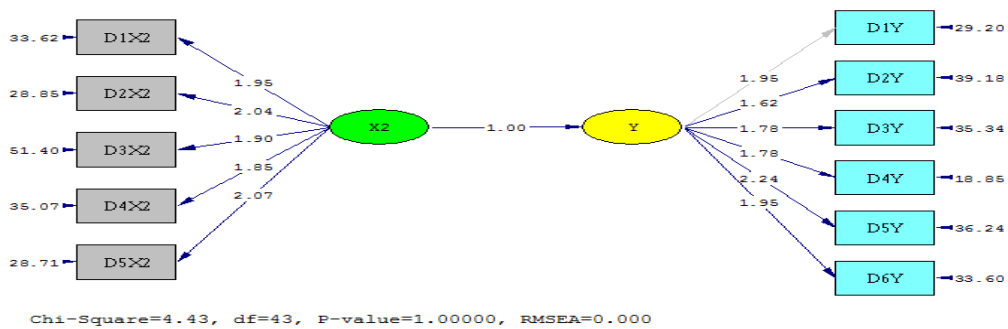 33.62 D1X2
28.85 D2X2
51.40 D3X2
35.07 D4X2
28.71 D5X2
1.95
2.04
1.90
1.85
2.07
X2
1.00
Y
1.95
1.62
1.78
1.78
2.24
1.95
D1Y 29.20
D2Y 39.18
D3Y 35.34
D4Y 18.85
D5Y 36.24
D6Y 33.60
Chi-Square=4.43, df=43, P-value=1.00000, RMSEA=0.000